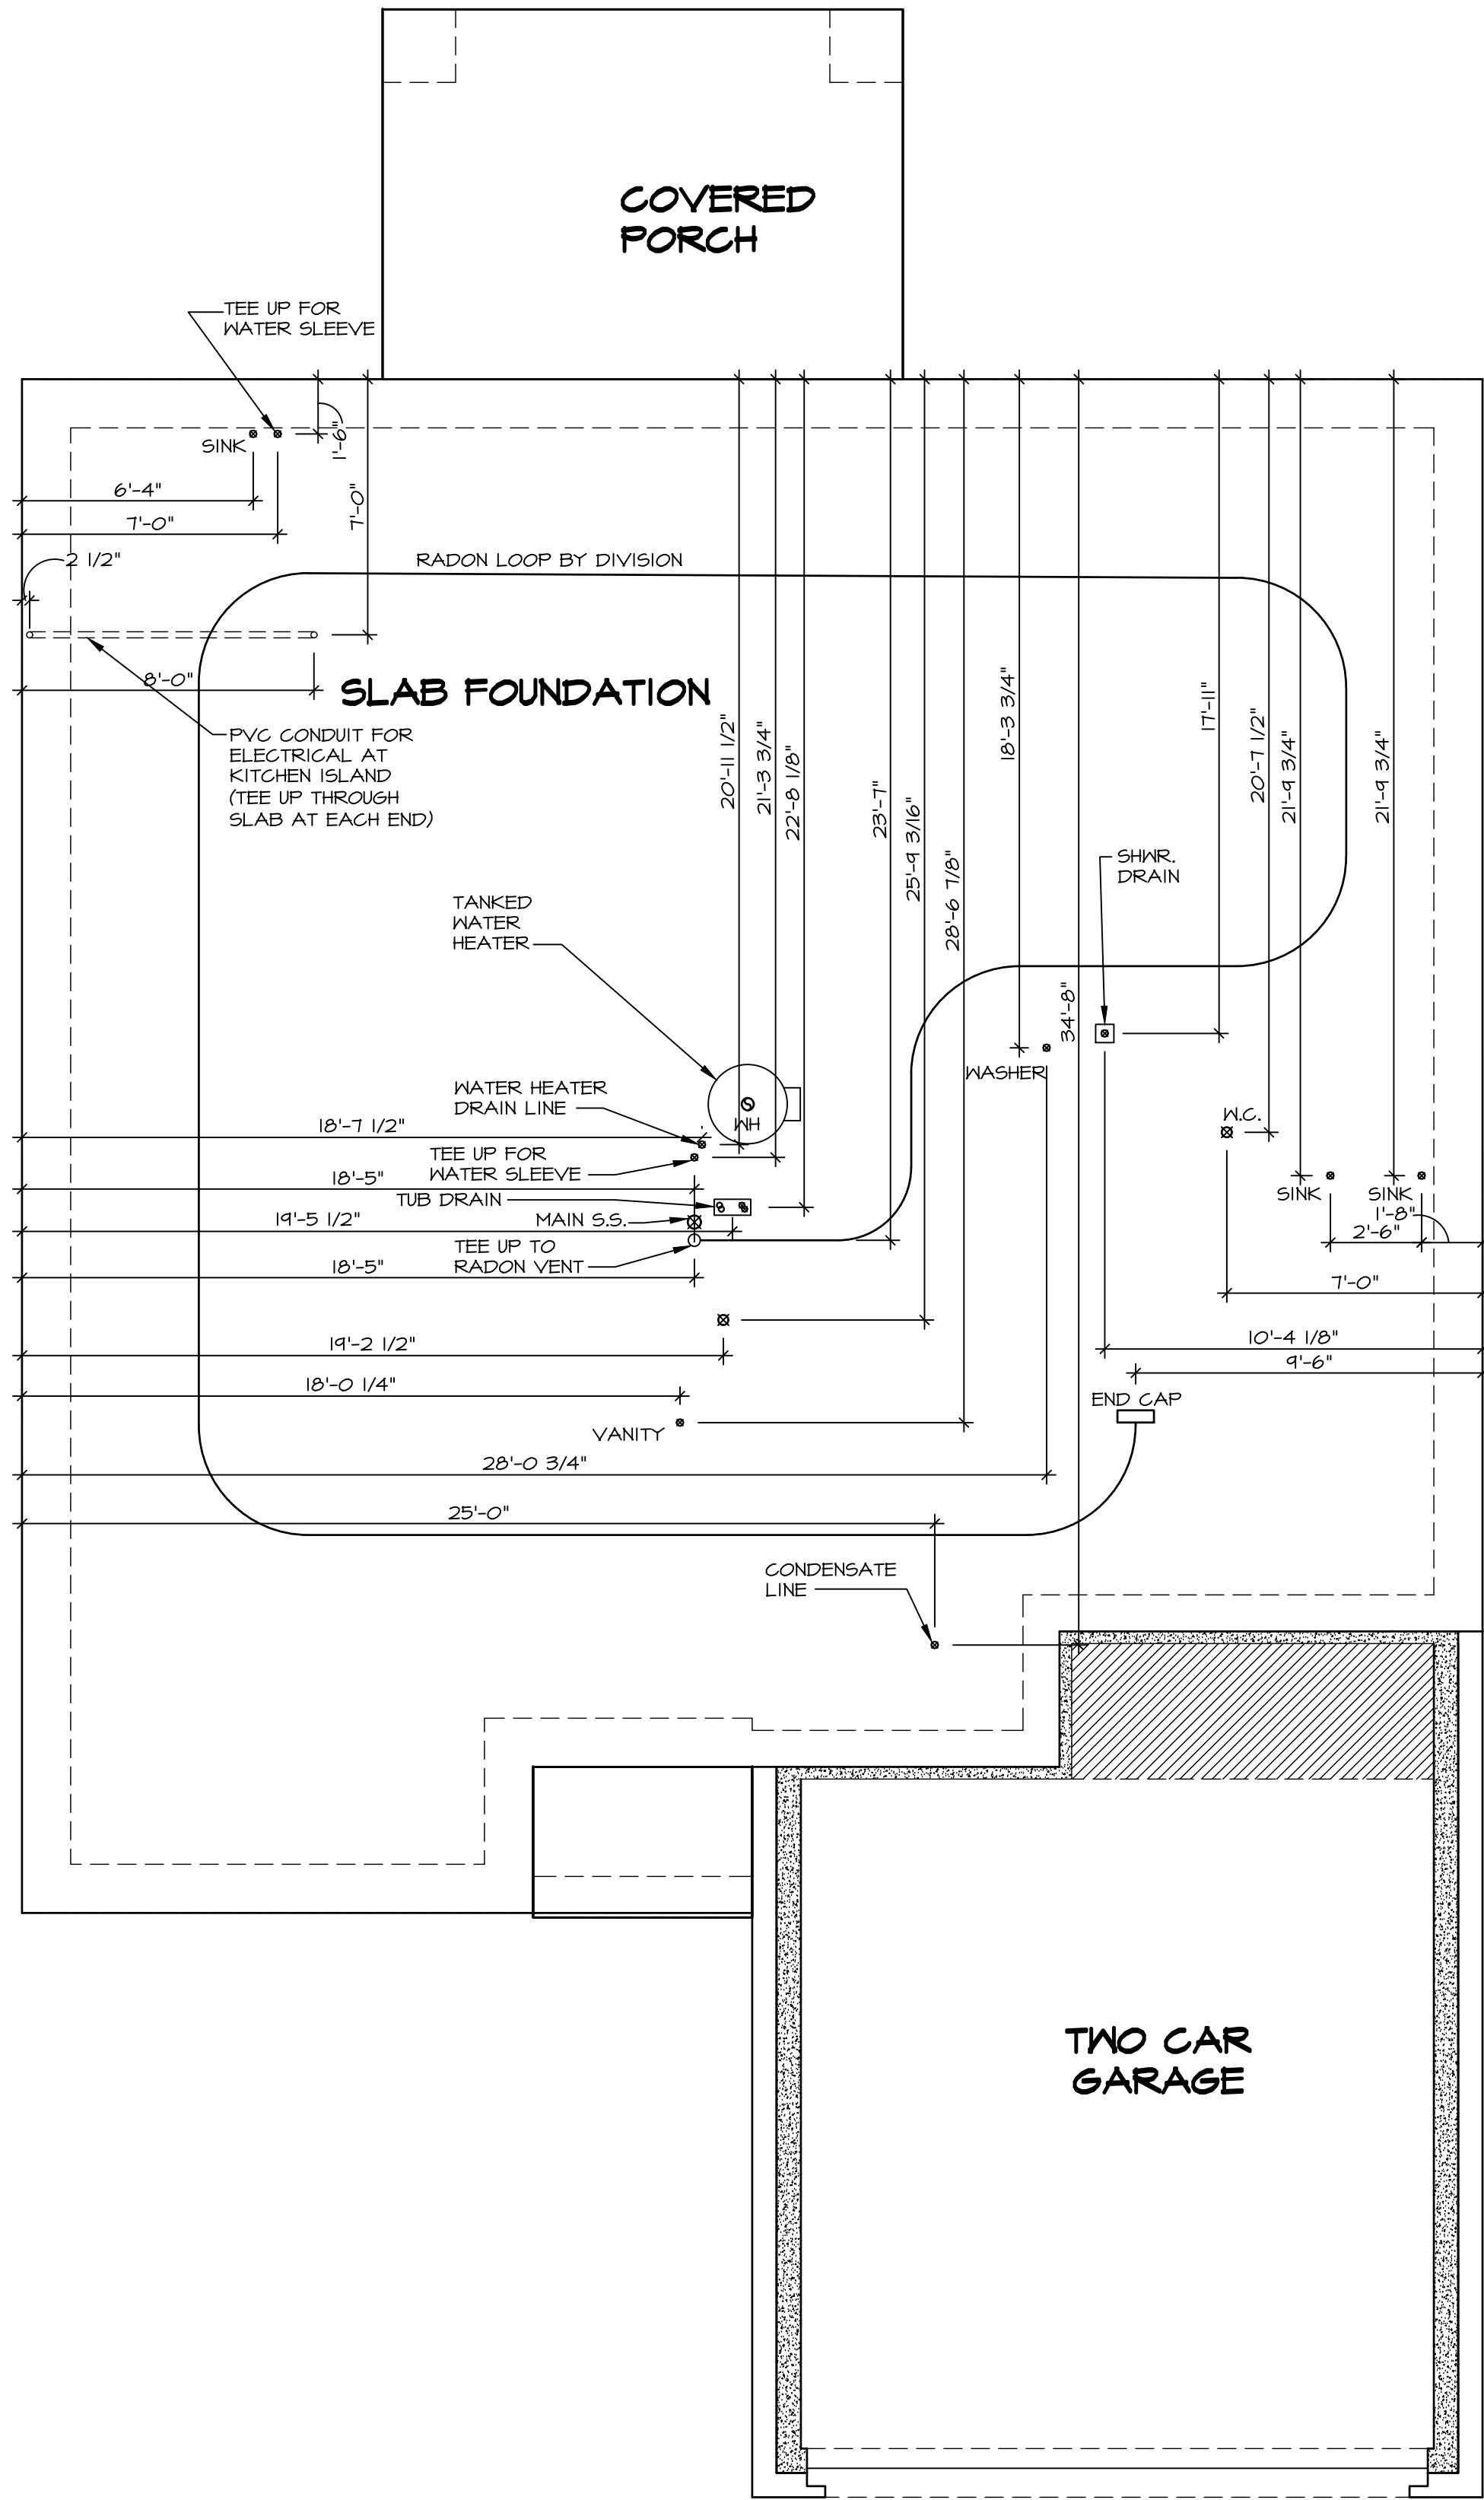 COVERED
PORCH
TEE UP FOR
WATER SLEEVE
SINK
1'-6"
6'-4"
7'-0"
7'-0"
2 1/2"
RADON LOOP BY DIVISION
8'-0"
SLAB FOUNDATION
PVC CONDUIT FOR
ELECTRICAL AT
KITCHEN ISLAND
(TEE UP THROUGH
SLAB AT EACH END)
20'-11 1/2"
21'-3 3/4"
22'-8 1/8"
23'-7"
25'-9 3/16"
28'-6 7/8"
18'-3 3/4"
34'-8"
17'-11"
20'-7 1/2"
21'-9 3/4"
21'-9 3/4"
SHWR.
DRAIN
TANKED
WATER
HEATER
WASHER
WATER HEATER
DRAIN LINE
WH
W.C.
18'-7 1/2"
TEE UP FOR
WATER SLEEVE
18'-5"
TUB DRAIN
SINK
SINK
19'-5 1/2"
MAIN S.S.
1'-8"
2'-6"
TEE UP TO
RADON VENT
18'-5"
7'-0"
19'-2 1/2"
10'-4 1/8"
9'-6"
18'-0 1/4"
END CAP
VANITY
28'-0 3/4"
25'-0"
CONDENSATE
LINE
TWO CAR
GARAGE